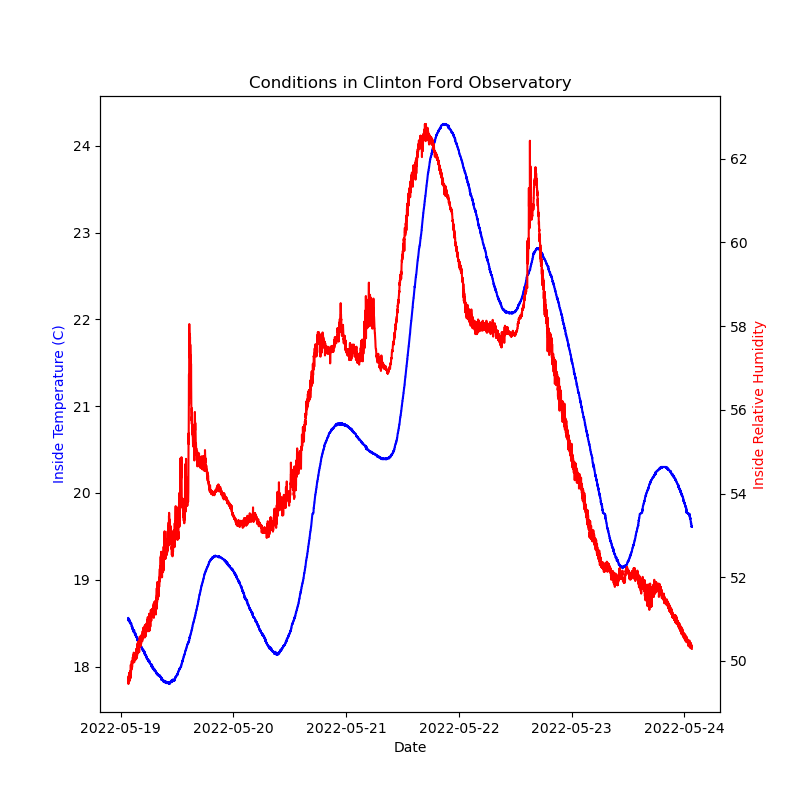 Conditions in Clinton Ford Observatory
24
23
22
21
20
19
18
Inside Temperature (C)
62
60
58
56
54
52
50
Inside Relative Humidity
2022-05-19 2022-05-20 2022-05-21 2022-05-22 2022-05-23 2022-05-24
Date